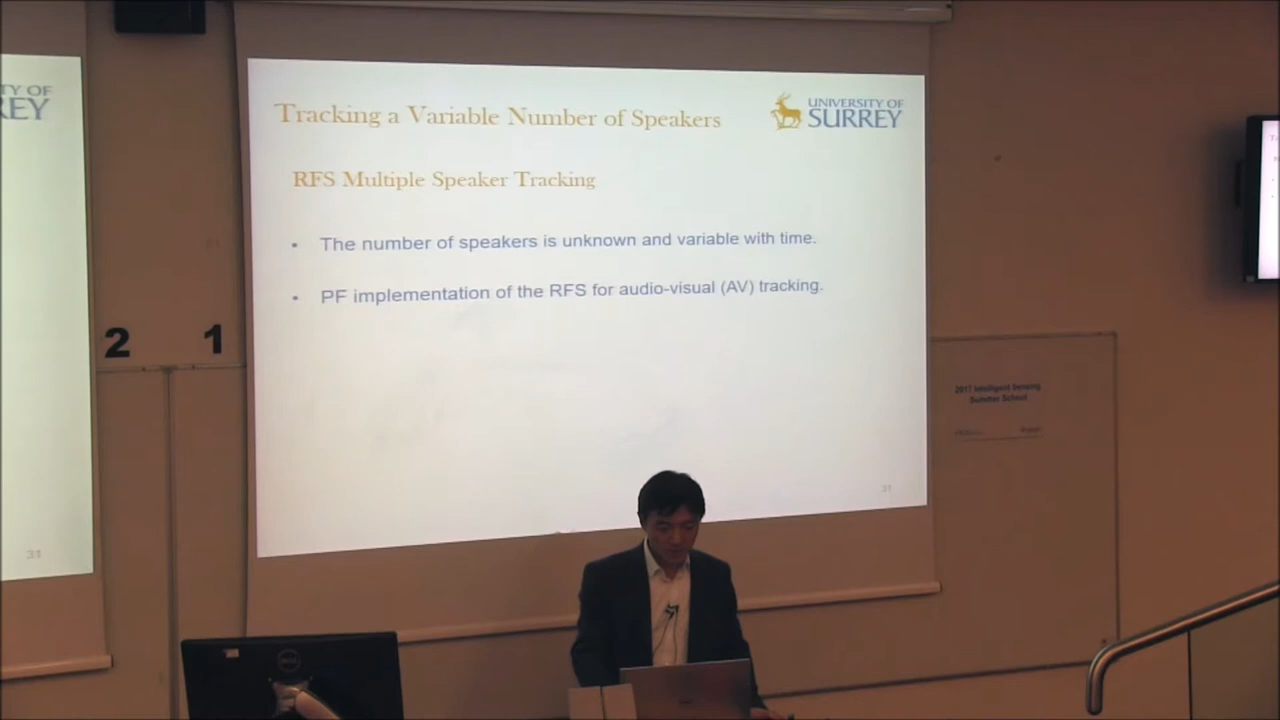 TY OF
REY
31
2
1
Tracking a Variable Number of Speakers
UNIVERSITY OF
SURREY
RFS Multiple Speaker Tracking
• The number of speakers is unknown and variable with time.
• PF implementation of the RFS for audio-visual (AV) tracking.
31
2017 Intelligent Sensing
Summer School
DELL